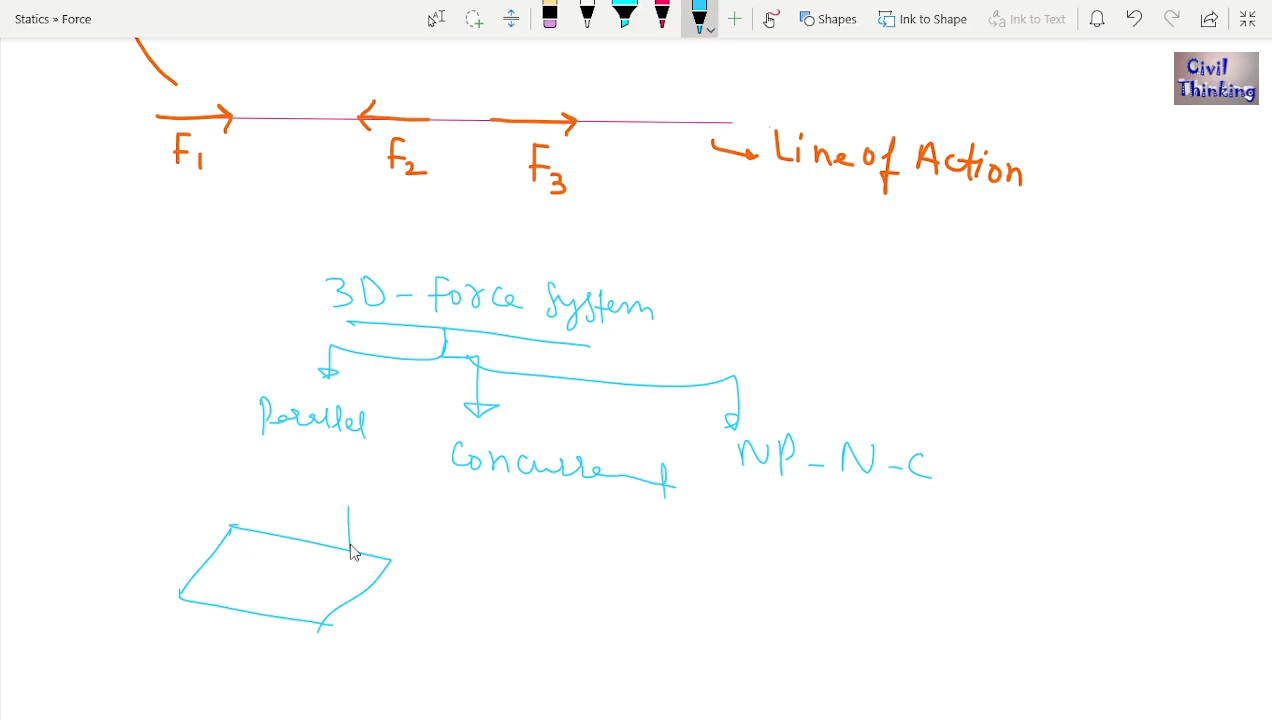 Statics » Force
Shapes
Ink to Shape
Ink to Text
Civil
Thinking
F1 F2 F3
Line of Action
3D - force system
Parallel
Concurrent
NP - N - C